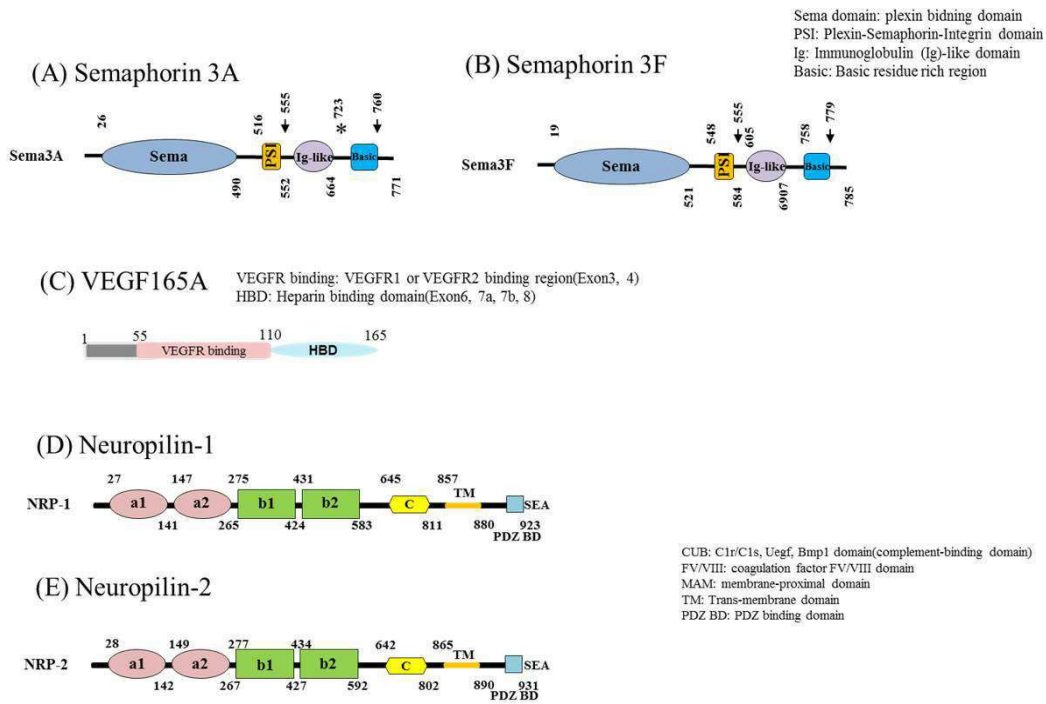 Sema domain: plexin bidning domain
PSI: Plexin-Semaphorin-Integrin domain
Ig: Immunoglobulin (Ig)-like domain
Basic: Basic residue rich region
(A) Semaphorin 3A
26 516 555 723 760
*
Sema3A Sema PSI Ig-like Basic
490 552 664 771
(B) Semaphorin 3F
19 548 555 605 758 779
Sema3F Sema PSI Ig-like Basic
521 584 6907 785
(C) VEGF165A
VEGFR binding: VEGFR1 or VEGFR2 binding region(Exon3, 4)
HBD: Heparin binding domain(Exon6, 7a, 7b, 8)
1 55 110 165
VEGFR binding HBD
(D) Neuropilin-1
27 147 275 431 645 857
TM
NRP-1 a1 a2 b1 b2 C SEA
141 265 424 583 811 880 923
PDZ BD
CUB: C1r/C1s, Uegf, Bmp1 domain(complement-binding domain)
FV/VIII: coagulation factor FV/VIII domain
MAM: membrane-proximal domain
TM: Trans-membrane domain
PDZ BD: PDZ binding domain
(E) Neuropilin-2
28 149 277 434 642 865
TM
NRP-2 a1 a2 b1 b2 C SEA
142 267 427 592 802 890 931
PDZ BD